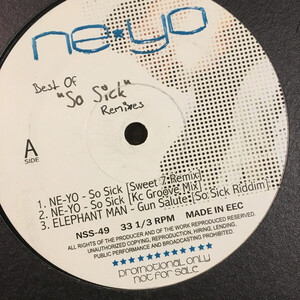 NE★YO
Best Of
"So Sick"
Remixes
A
SIDE
1. NE-YO - So Sick [Sweet 7 Remix]
2. NE-YO - So Sick [Kc Groove Mix]
3. ELEPHANT MAN - Gun Salute [So Sick Riddim]
NSS-49 33 1/3 RPM MADE IN EEC
ALL RIGHTS OF THE PRODUCER AND OF THE WORK REPRODUCED RESERVED.
UNAUTHORIZED COPYING, REPRODUCTION, HIRING, LENDING,
PUBLIC PERFORMANCE AND BROADCASTING PROHIBITED.
promotional only
not for sale